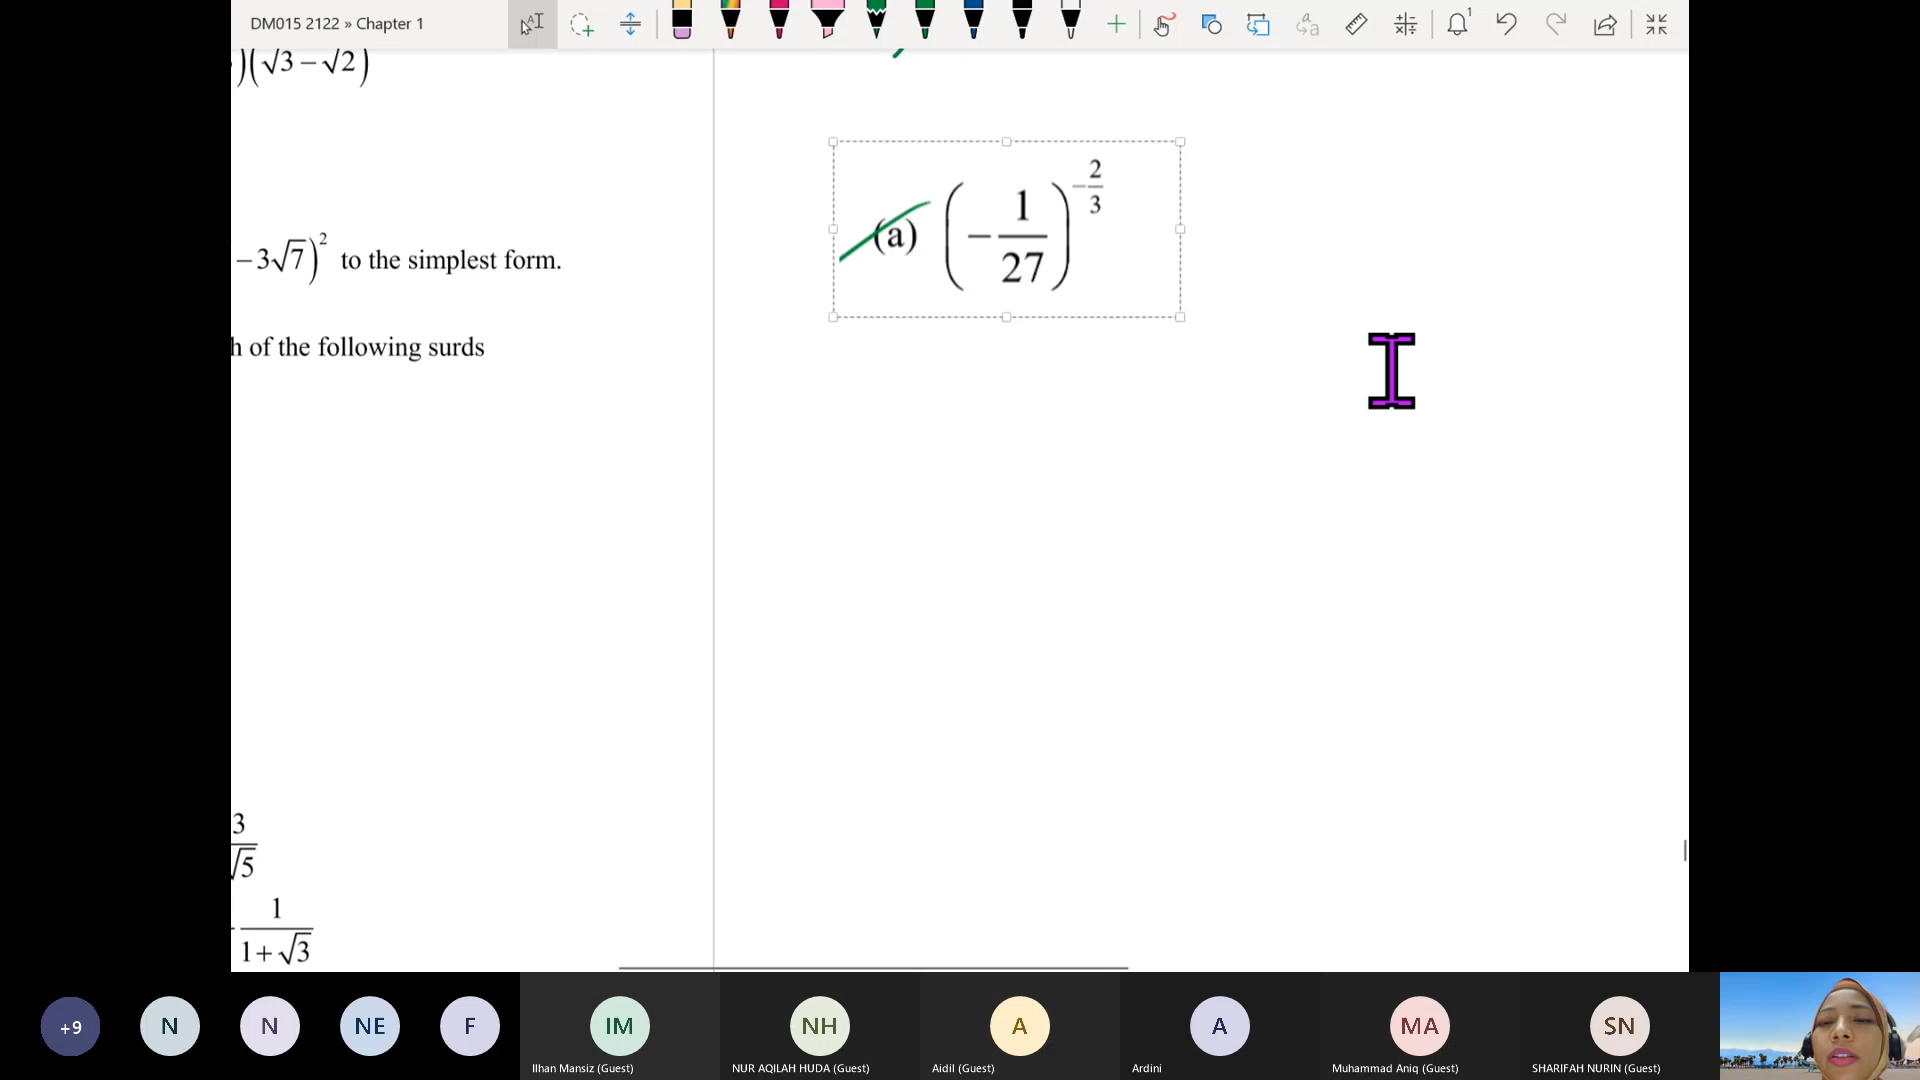 DM015 2122 » Chapter 1
)(√3 – √2)
(a) (– 1/27)^(–2/3)
–3√7)² to the simplest form.
h of the following surds
3
√5
1
1+√3
+9
N
N
NE
F
IM
NH
A
A
MA
SN
Ilhan Mansiz (Guest)
NUR AQILAH HUDA (Guest)
Aidil (Guest)
Ardini
Muhammad Aniq (Guest)
SHARIFAH NURIN (Guest)